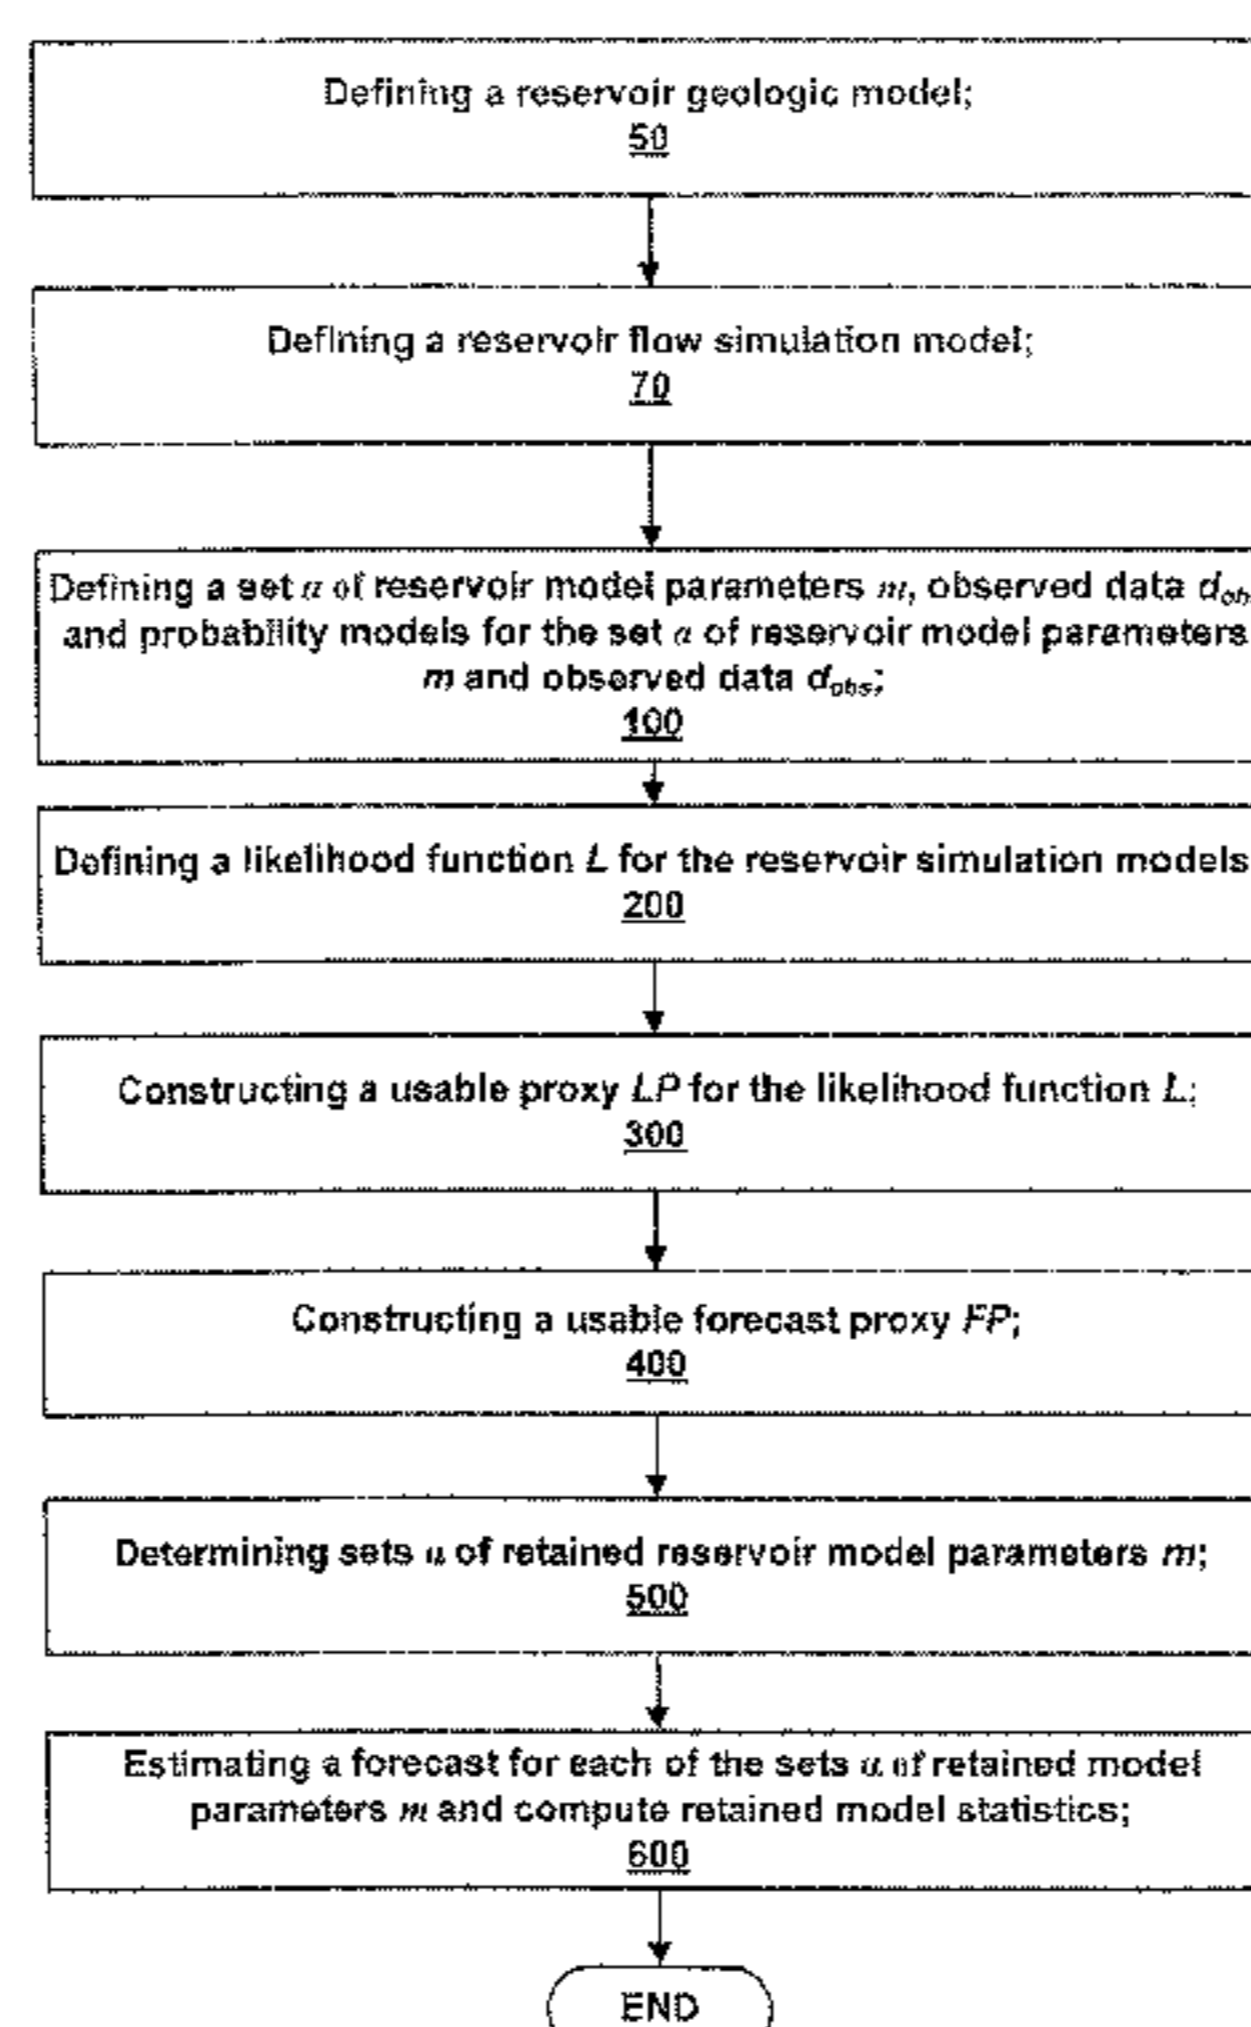 Defining a reservoir geologic model;
50
Defining a reservoir flow simulation model;
70
Defining a set α of reservoir model parameters m, observed data d_obs
and probability models for the set α of reservoir model parameters
m and observed data d_obs;
100
Defining a likelihood function L for the reservoir simulation models
200
Constructing a usable proxy LP for the likelihood function L;
300
Constructing a usable forecast proxy FP;
400
Determining sets α of retained reservoir model parameters m;
500
Estimating a forecast for each of the sets α of retained model
parameters m and compute retained model statistics;
600
END